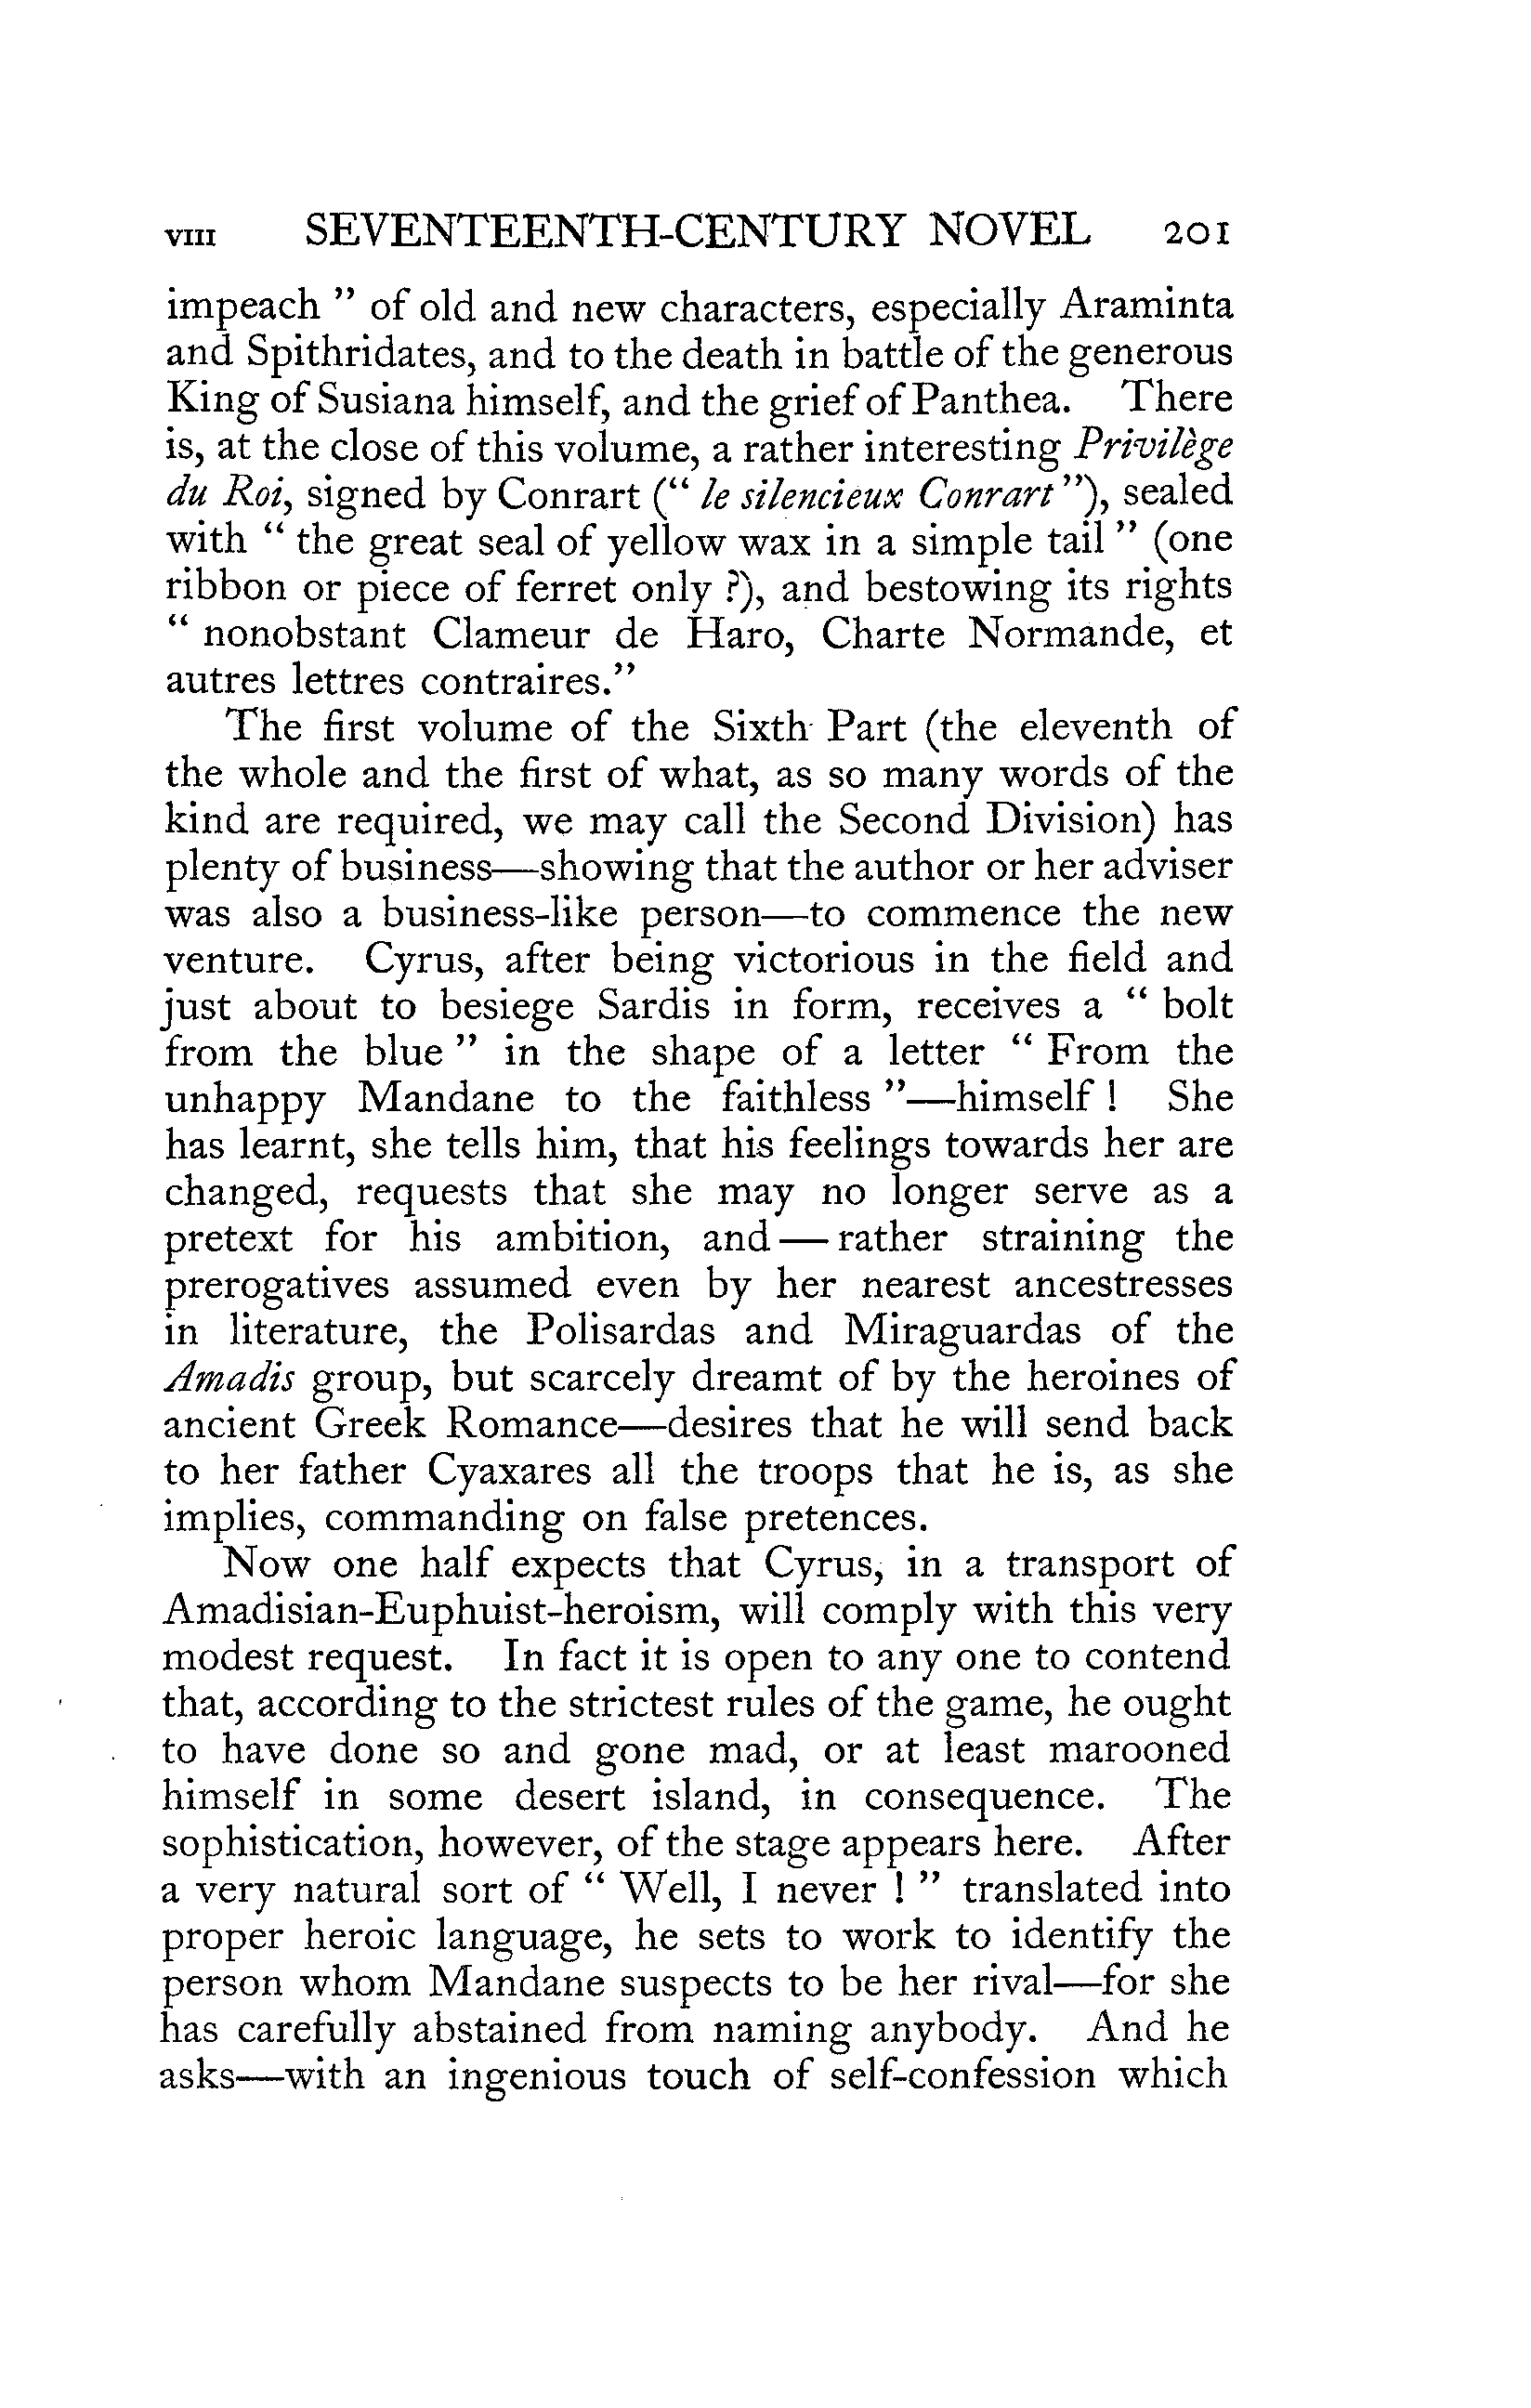 VIII SEVENTEENTH-CENTURY NOVEL 201
impeach ” of old and new characters, especially Araminta
and Spithridates, and to the death in battle of the generous
King of Susiana himself, and the grief of Panthea. There
is, at the close of this volume, a rather interesting Privilège
du Roi, signed by Conrart (“ le silencieux Conrart ”), sealed
with “ the great seal of yellow wax in a simple tail ” (one
ribbon or piece of ferret only ?), and bestowing its rights
“ nonobstant Clameur de Haro, Charte Normande, et
autres lettres contraires.”
The first volume of the Sixth Part (the eleventh of
the whole and the first of what, as so many words of the
kind are required, we may call the Second Division) has
plenty of business—showing that the author or her adviser
was also a business-like person—to commence the new
venture. Cyrus, after being victorious in the field and
just about to besiege Sardis in form, receives a “ bolt
from the blue ” in the shape of a letter “ From the
unhappy Mandane to the faithless ”—himself ! She
has learnt, she tells him, that his feelings towards her are
changed, requests that she may no longer serve as a
pretext for his ambition, and—rather straining the
prerogatives assumed even by her nearest ancestresses
in literature, the Polisardas and Miraguardas of the
Amadis group, but scarcely dreamt of by the heroines of
ancient Greek Romance—desires that he will send back
to her father Cyaxares all the troops that he is, as she
implies, commanding on false pretences.
Now one half expects that Cyrus, in a transport of
Amadisian-Euphuist-heroism, will comply with this very
modest request. In fact it is open to any one to contend
that, according to the strictest rules of the game, he ought
to have done so and gone mad, or at least marooned
himself in some desert island, in consequence. The
sophistication, however, of the stage appears here. After
a very natural sort of “ Well, I never ! ” translated into
proper heroic language, he sets to work to identify the
person whom Mandane suspects to be her rival—for she
has carefully abstained from naming anybody. And he
asks—with an ingenious touch of self-confession which